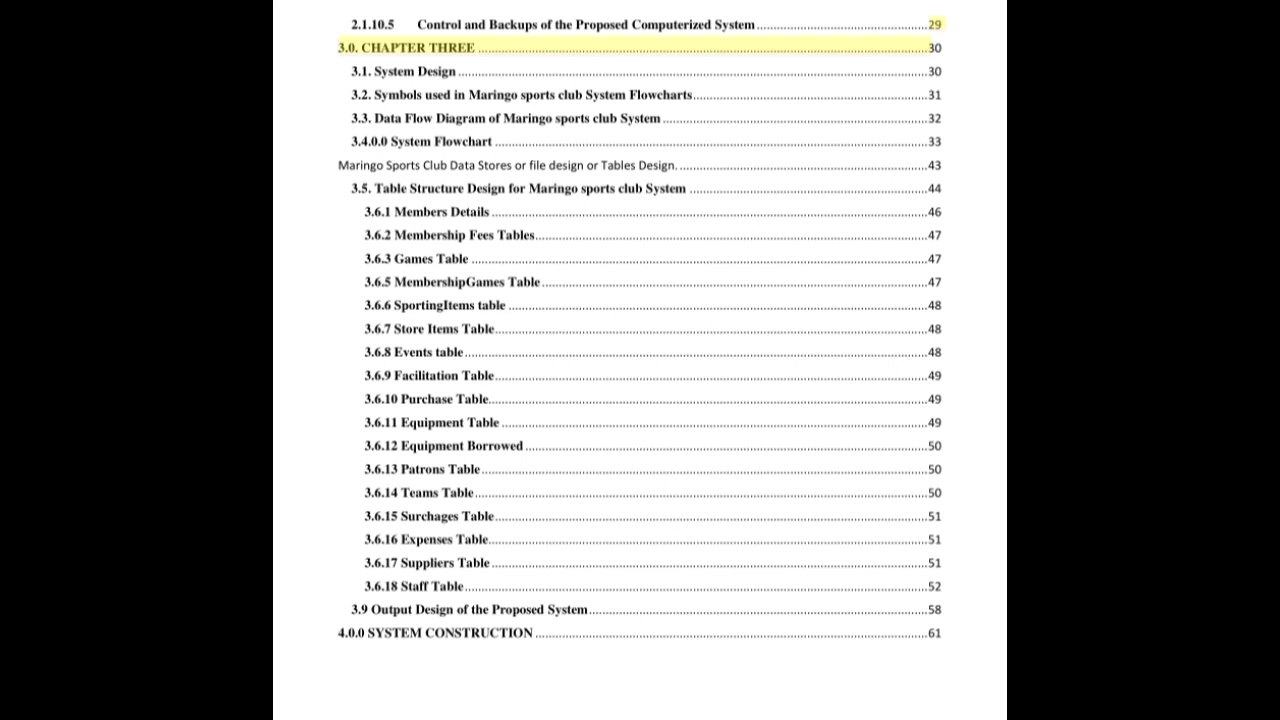 2.1.10.5 Control and Backups of the Proposed Computerized System 29
3.0. CHAPTER THREE 30
3.1. System Design 30
3.2. Symbols used in Maringo sports club System Flowcharts 31
3.3. Data Flow Diagram of Maringo sports club System 32
3.4.0.0 System Flowchart 33
Maringo Sports Club Data Stores or file design or Tables Design. 43
3.5. Table Structure Design for Maringo sports club System 44
3.6.1 Members Details 46
3.6.2 Membership Fees Tables 47
3.6.3 Games Table 47
3.6.5 MembershipGames Table 47
3.6.6 SportingItems table 48
3.6.7 Store Items Table 48
3.6.8 Events table 48
3.6.9 Facilitation Table 49
3.6.10 Purchase Table 49
3.6.11 Equipment Table 49
3.6.12 Equipment Borrowed 50
3.6.13 Patrons Table 50
3.6.14 Teams Table 50
3.6.15 Surchages Table 51
3.6.16 Expenses Table 51
3.6.17 Suppliers Table 51
3.6.18 Staff Table 52
3.9 Output Design of the Proposed System 58
4.0.0 SYSTEM CONSTRUCTION 61